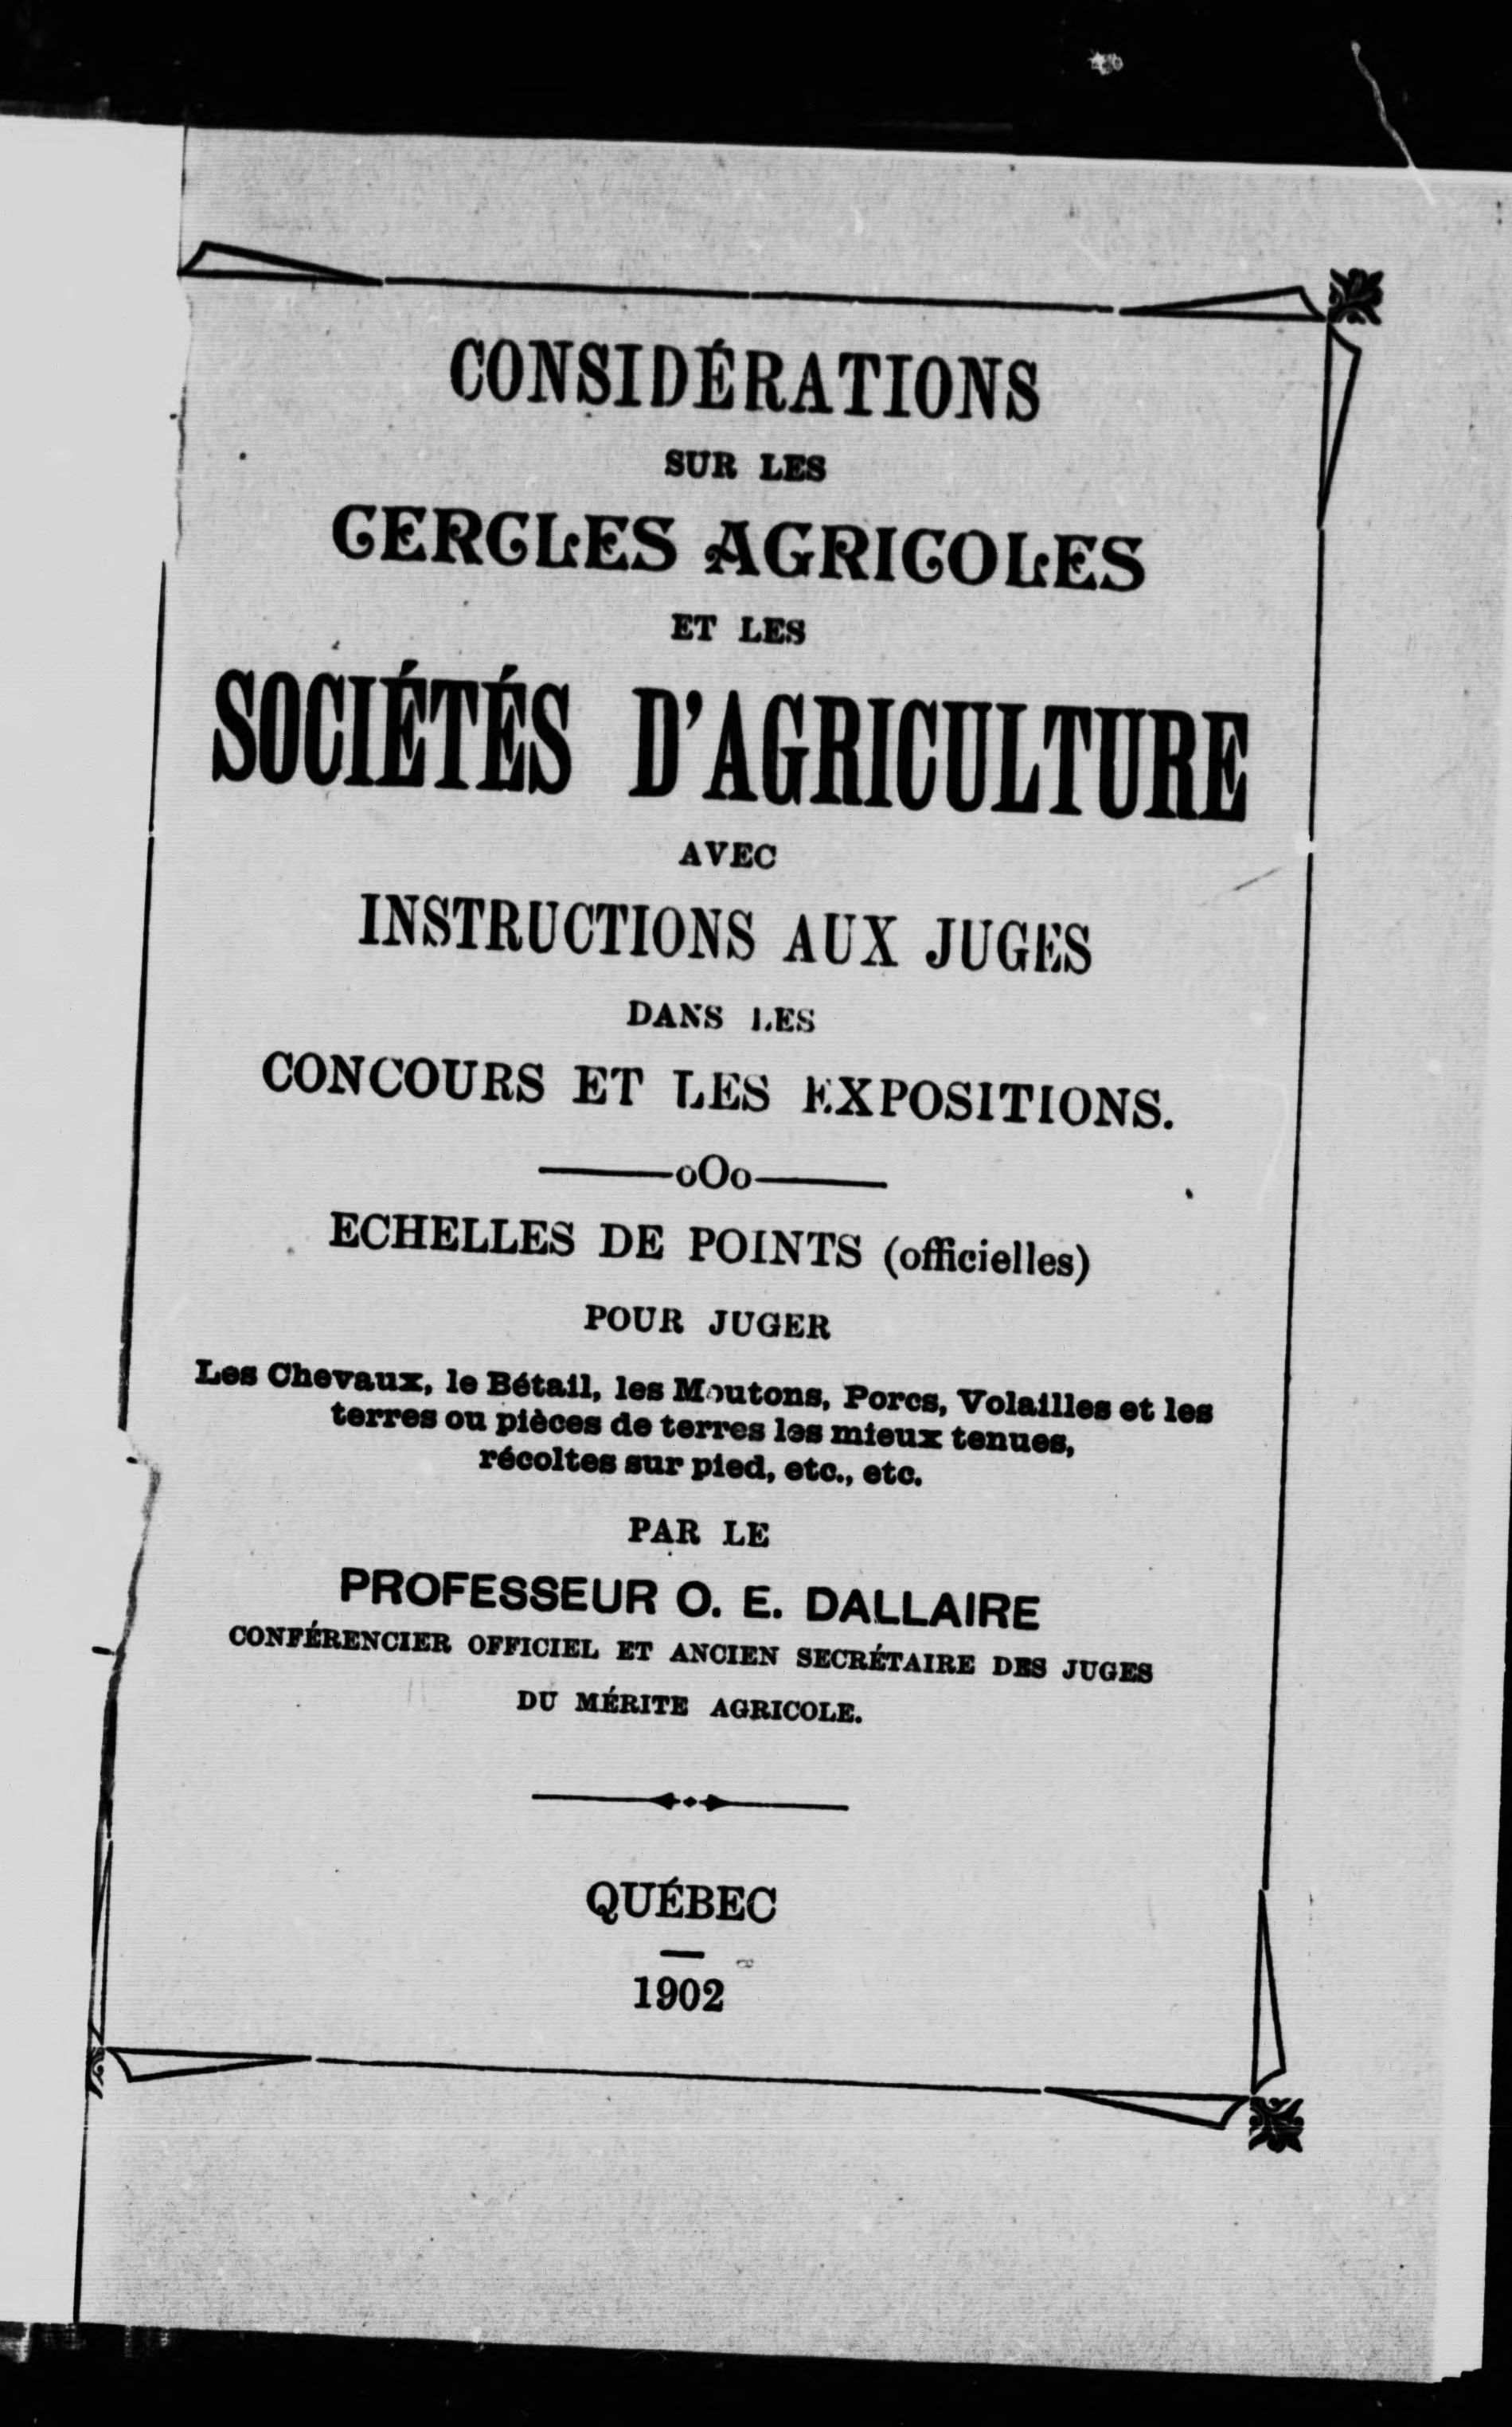 CONSIDÉRATIONS
SUR LES
CERCLES AGRICOLES
ET LES
SOCIÉTÉS D'AGRICULTURE
AVEC
INSTRUCTIONS AUX JUGES
DANS LES
CONCOURS ET LES EXPOSITIONS.
oOo
ECHELLES DE POINTS (officielles)
POUR JUGER
Les Chevaux, le Bétail, les Moutons, Porcs, Volailles et les
terres ou pièces de terres les mieux tenues,
récoltes sur pied, etc., etc.
PAR LE
PROFESSEUR O. E. DALLAIRE
CONFÉRENCIER OFFICIEL ET ANCIEN SECRÉTAIRE DES JUGES
DU MÉRITE AGRICOLE.
QUÉBEC
1902